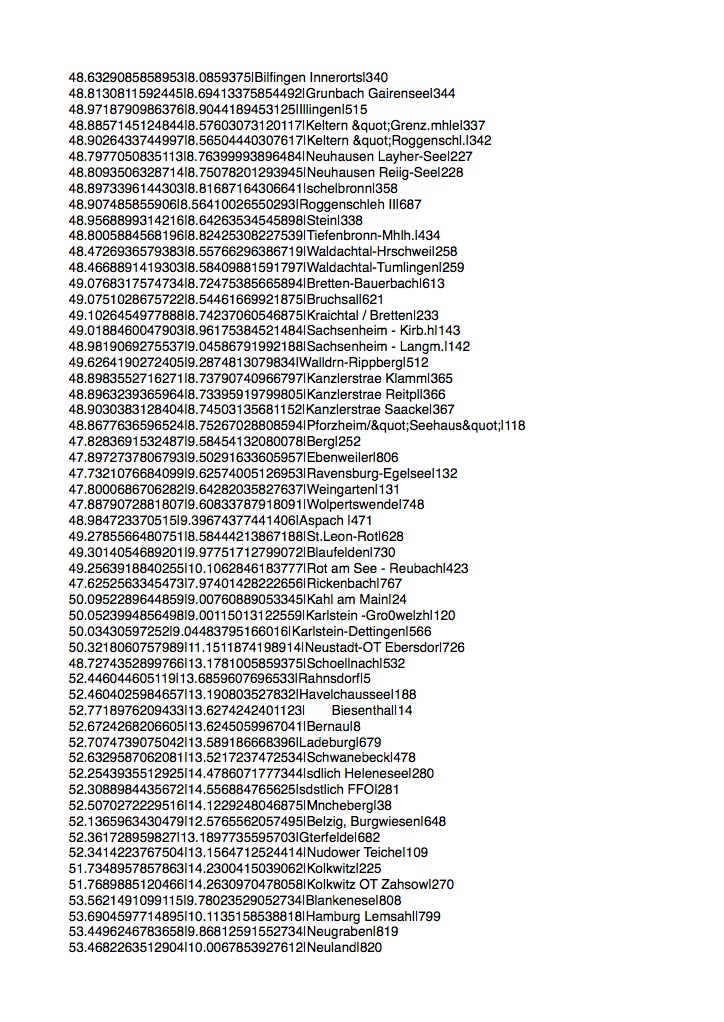 48.6329085858953|8.0859375|Bilfingen Innerorts|340
48.8130811592445|8.69413375854492|Grunbach Gairensee|344
48.9718790986376|8.9044189453125|Illingen|515
48.8857145124844|8.57603073120117|Keltern &quot;Grenz.mhle|337
48.9026433744997|8.56504440307617|Keltern &quot;Roggenschl.|342
48.7977050835113|8.76399993896484|Neuhausen Layher-See|227
48.8093506328714|8.75078201293945|Neuhausen Reiig-See|228
48.8973396144303|8.81687164306641|schelbronn|358
48.907485855906|8.56410026550293|Roggenschleh II|687
48.9568899314216|8.64263534545898|Stein|338
48.8005884568196|8.82425308227539|Tiefenbronn-Mhlh.|434
48.4726936579383|8.55766296386719|Waldachtal-Hrschwei|258
48.4668891419303|8.58409881591797|Waldachtal-Tumlingen|259
49.0768317574734|8.72475385665894|Bretten-Bauerbach|613
49.0751028675722|8.54461669921875|Bruchsal|621
49.1026454977888|8.74237060546875|Kraichtal / Bretten|233
49.0188460047903|8.96175384521484|Sachsenheim - Kirb.h|143
48.9819069275537|9.04586791992188|Sachsenheim - Langm.|142
49.6264190272405|9.2874813079834|Walldrn-Rippberg|512
48.8983552716271|8.73790740966797|Kanzlerstrae Klamm|365
48.8963239365964|8.73395919799805|Kanzlerstrae Reitpl|366
48.9030383128404|8.74503135681152|Kanzlerstrae Saacke|367
48.8677636596524|8.75267028808594|Pforzheim/&quot;Seehaus&quot;|118
47.8283691532487|9.58454132080078|Berg|252
47.8972737806793|9.50291633605957|Ebenweiler|806
47.7321076684099|9.62574005126953|Ravensburg-Egelsee|132
47.8000686706282|9.64282035827637|Weingarten|131
47.8879072881807|9.60833787918091|Wolpertswende|748
48.984723370515|9.39674377441406|Aspach |471
49.2785566480751|8.58444213867188|St.Leon-Rot|628
49.3014054689201|9.97751712799072|Blaufelden|730
49.2563918840255|10.1062846183777|Rot am See - Reubach|423
47.6252563345473|7.97401428222656|Rickenbach|767
50.0952289644859|9.00760889053345|Kahl am Main|24
50.0523994856498|9.00115013122559|Karlstein -Gro0welzh|120
50.03430597252|9.04483795166016|Karlstein-Dettingen|566
50.3218060757989|11.1511874198914|Neustadt-OT Ebersdor|726
48.7274352899766|13.1781005859375|Schoellnach|532
52.446044605119|13.6859607696533|Rahnsdorf|5
52.4604025984657|13.190803527832|Havelchaussee|188
52.7718976209433|13.6274242401123|      Biesenthal|14
52.6724268206605|13.6245059967041|Bernau|8
52.7074739075042|13.589186668396|Ladeburg|679
52.6329587062081|13.5217237472534|Schwanebeck|478
52.2543935512925|14.4786071777344|sdlich Helenesee|280
52.3088984435672|14.556884765625|sdstlich FFO|281
52.5070272229516|14.1229248046875|Mncheberg|38
52.1365963430479|12.5765562057495|Belzig, Burgwiesen|648
52.361728959827|13.1897735595703|Gterfelde|682
52.3414223767504|13.1564712524414|Nudower Teiche|109
51.7348957857863|14.2300415039062|Kolkwitz|225
51.7689885120466|14.2630970478058|Kolkwitz OT Zahsow|270
53.5621491099115|9.78023529052734|Blankenese|808
53.6904597714895|10.1135158538818|Hamburg Lemsahl|799
53.4496246783658|9.86812591552734|Neugraben|819
53.4682263512904|10.0067853927612|Neuland|820